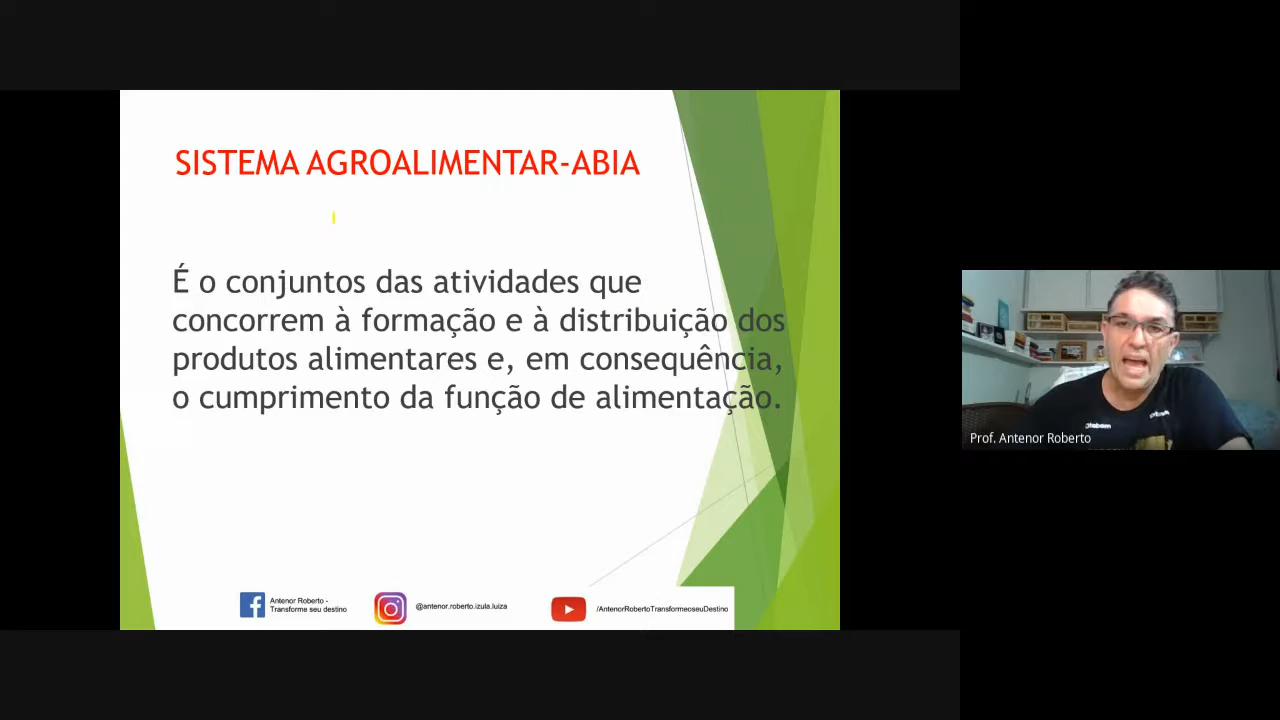 SISTEMA AGROALIMENTAR-ABIA
É o conjuntos das atividades que
concorrem à formação e à distribuição dos
produtos alimentares e, em consequência,
o cumprimento da função de alimentação.
Antenor Roberto -
Transforme seu destino
@antenor.roberto.izula.luiza
/AntenorRobertoTransformeoseuDestino
Prof. Antenor Roberto